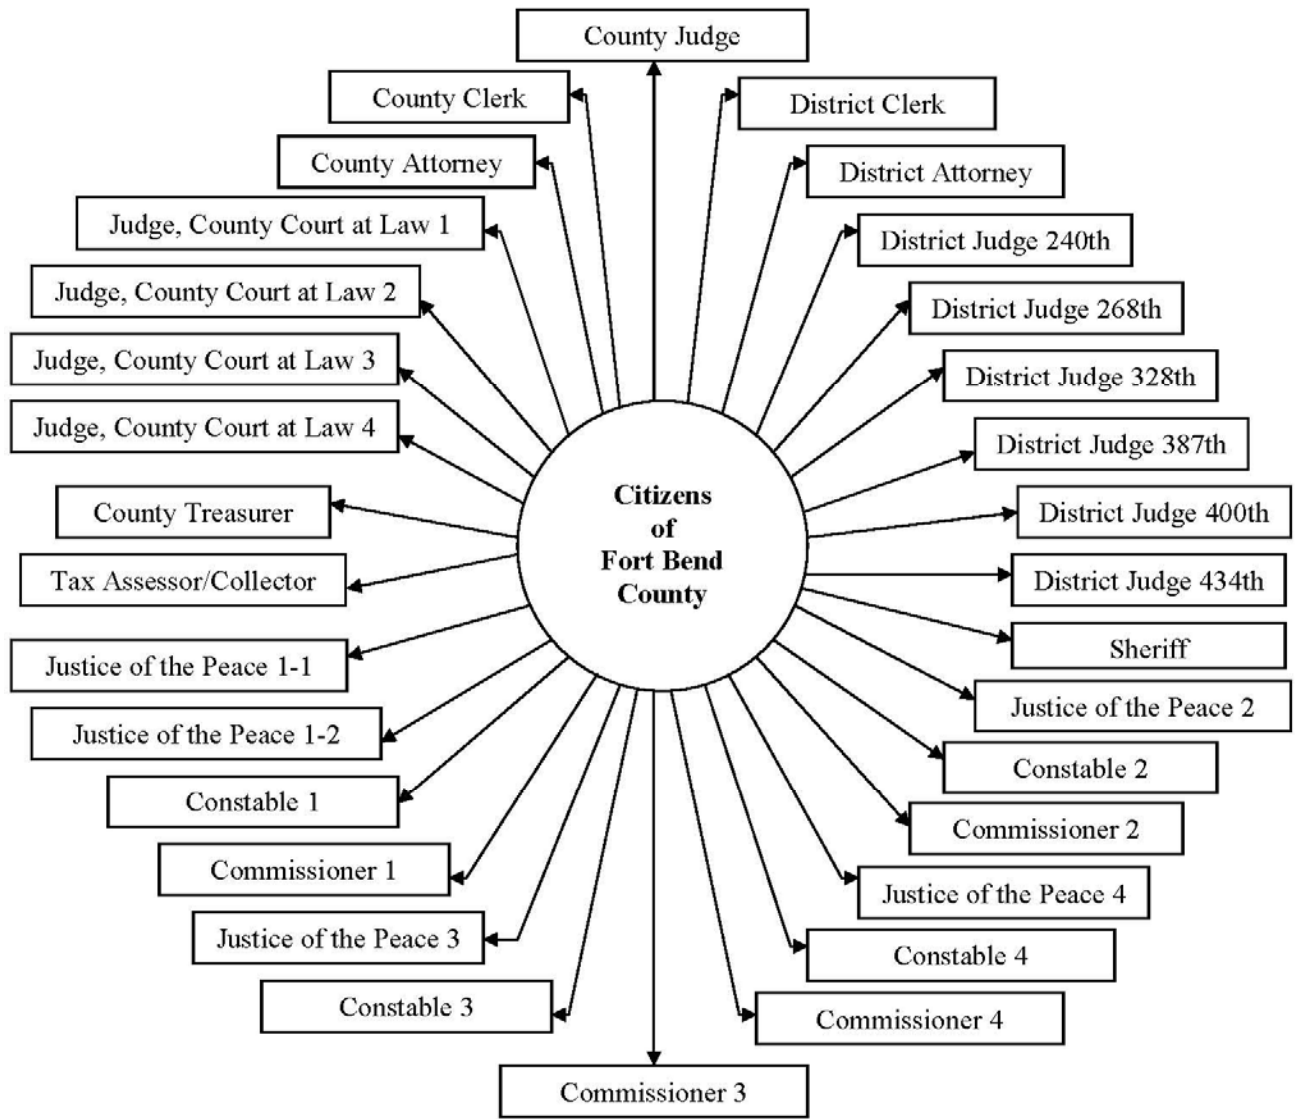 County Judge
County Clerk
District Clerk
County Attorney
District Attorney
Judge, County Court at Law 1
District Judge 240th
Judge, County Court at Law 2
District Judge 268th
Judge, County Court at Law 3
District Judge 328th
Judge, County Court at Law 4
District Judge 387th
County Treasurer
District Judge 400th
Citizens
of
Fort Bend
County
Tax Assessor/Collector
District Judge 434th
Justice of the Peace 1-1
Sheriff
Justice of the Peace 1-2
Justice of the Peace 2
Constable 1
Constable 2
Commissioner 1
Commissioner 2
Justice of the Peace 3
Justice of the Peace 4
Constable 3
Constable 4
Commissioner 4
Commissioner 3